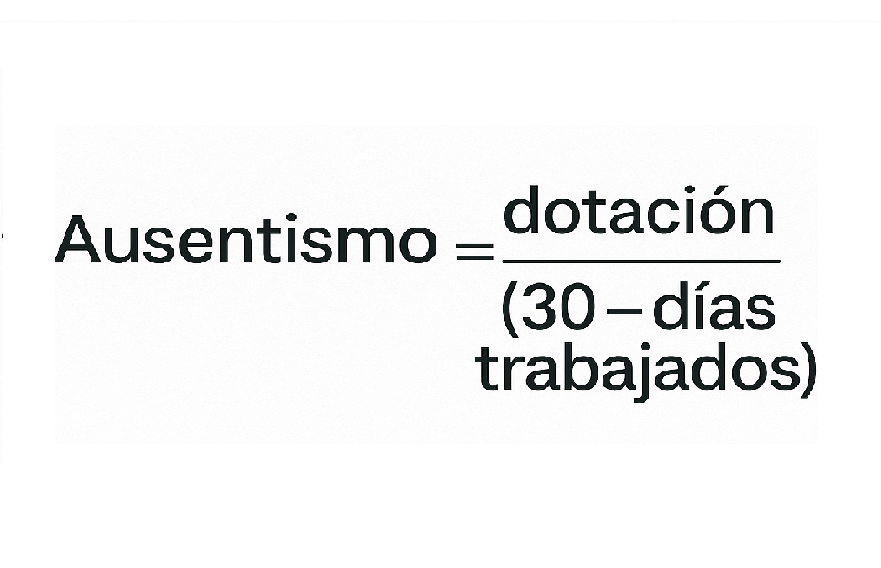 Ausentismo = dotación
(30 – días
trabajados)